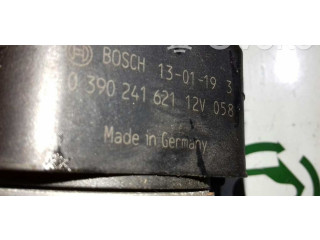 BOSCH 13-01-19 3
0 390 241 621 12V 058
Made in Germany